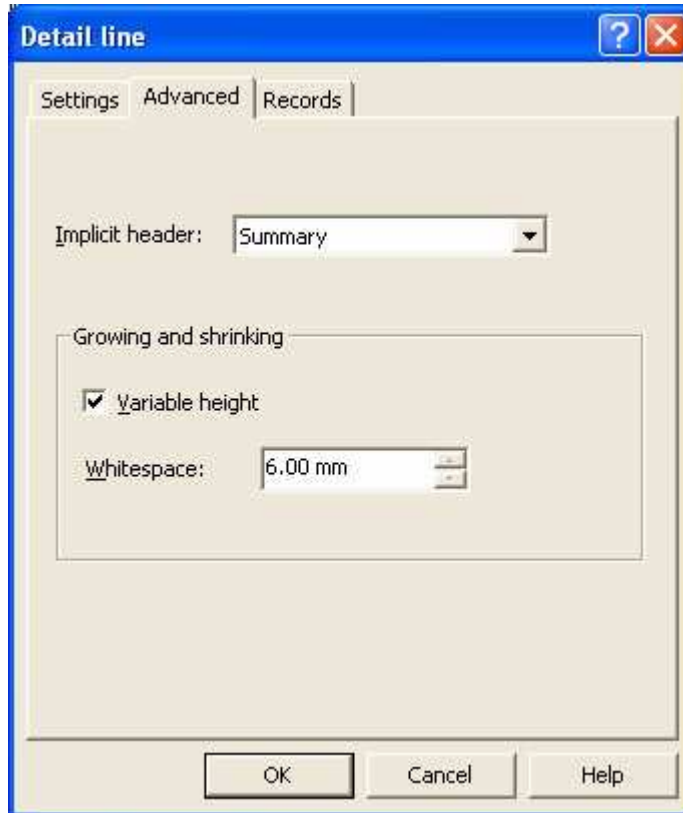 Detail line
Settings Advanced Records
Implicit header: Summary
Growing and shrinking
Variable height
Whitespace: 6.00 mm
OK Cancel Help